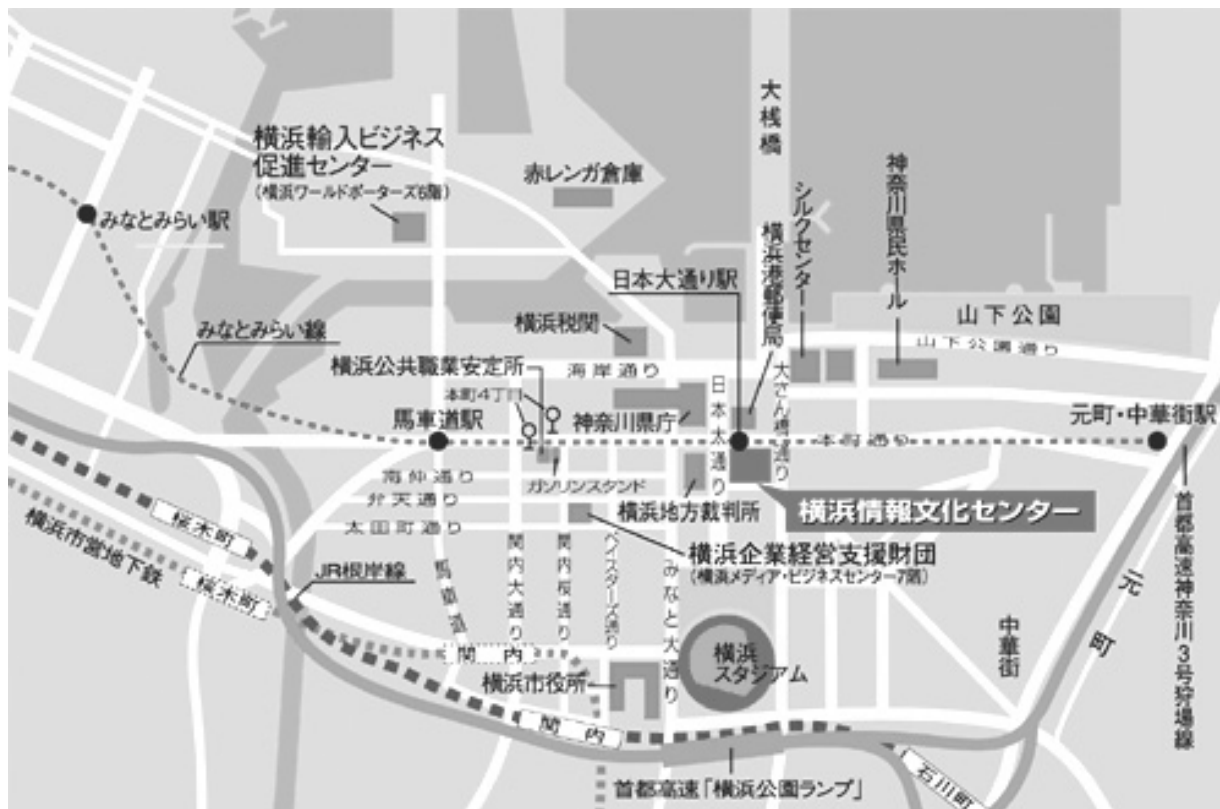 横浜輸入ビジネス
促進センター
(横浜ワールドポーターズ6階)
赤レンガ倉庫
大桟橋
シルクセンター
神奈川県民ホール
横浜港郵便局
みなとみらい駅
日本大通り駅
山下公園
山下公園通り
みなとみらい線
横浜税関
海岸通り
横浜公共職業安定所
本町4丁目
馬車道駅
神奈川県庁
日本大通り
大さん橋通り
本町通り
元町・中華街駅
南仲通り
ガソリンスタンド
弁天通り
太田町通り
横浜地方裁判所
横浜情報文化センター
横浜企業経営支援財団
(横浜メディア・ビジネスセンター7階)
桜木町
横浜市営地下鉄
桜木町
JR根岸線
馬車道
関内大通り
関内桜通り
ベイスターズ通り
みなと大通り
関内
横浜
スタジアム
横浜市役所
関内
中華街
元町
首都高速神奈川3号狩場線
石川町
首都高速「横浜公園ランプ」